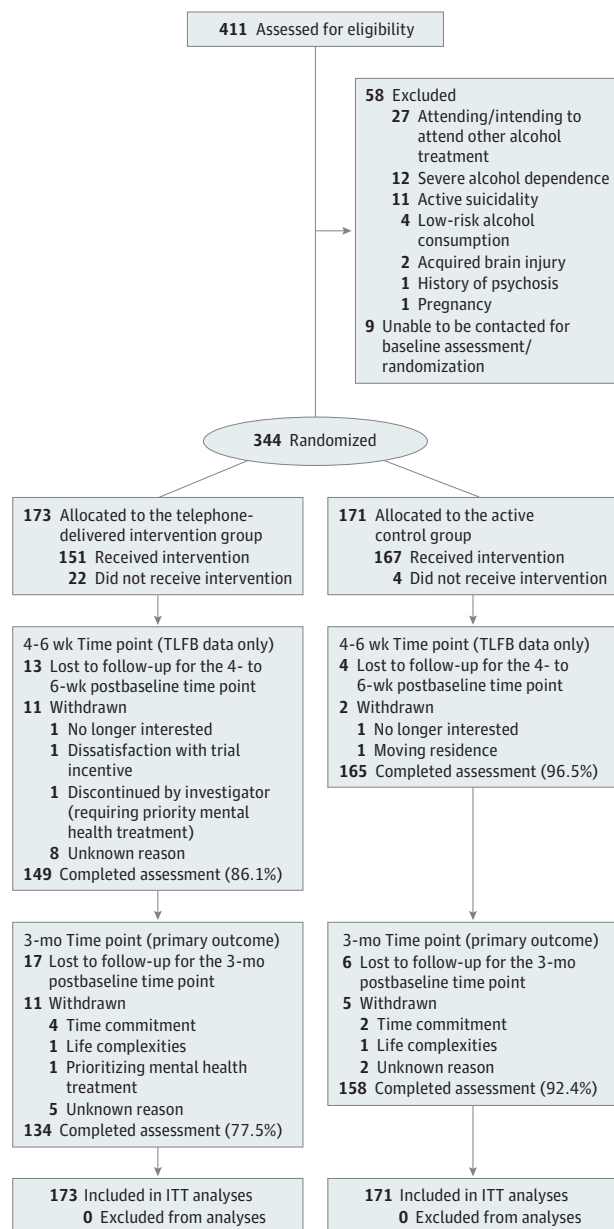 411 Assessed for eligibility
58 Excluded
27 Attending/intending to
attend other alcohol
treatment
12 Severe alcohol dependence
11 Active suicidality
4 Low-risk alcohol
consumption
2 Acquired brain injury
1 History of psychosis
1 Pregnancy
9 Unable to be contacted for
baseline assessment/
randomization
344 Randomized
173 Allocated to the telephone-
delivered intervention group
151 Received intervention
22 Did not receive intervention
171 Allocated to the active
control group
167 Received intervention
4 Did not receive intervention
4-6 wk Time point (TLFB data only)
13 Lost to follow-up for the 4- to
6-wk postbaseline time point
11 Withdrawn
1 No longer interested
1 Dissatisfaction with trial
incentive
1 Discontinued by investigator
(requiring priority mental
health treatment)
8 Unknown reason
149 Completed assessment (86.1%)
4-6 wk Time point (TLFB data only)
4 Lost to follow-up for the 4- to
6-wk postbaseline time point
2 Withdrawn
1 No longer interested
1 Moving residence
165 Completed assessment (96.5%)
3-mo Time point (primary outcome)
17 Lost to follow-up for the 3-mo
postbaseline time point
11 Withdrawn
4 Time commitment
1 Life complexities
1 Prioritizing mental health
treatment
5 Unknown reason
134 Completed assessment (77.5%)
3-mo Time point (primary outcome)
6 Lost to follow-up for the 3-mo
postbaseline time point
5 Withdrawn
2 Time commitment
1 Life complexities
2 Unknown reason
158 Completed assessment (92.4%)
173 Included in ITT analyses
0 Excluded from analyses
171 Included in ITT analyses
0 Excluded from analyses